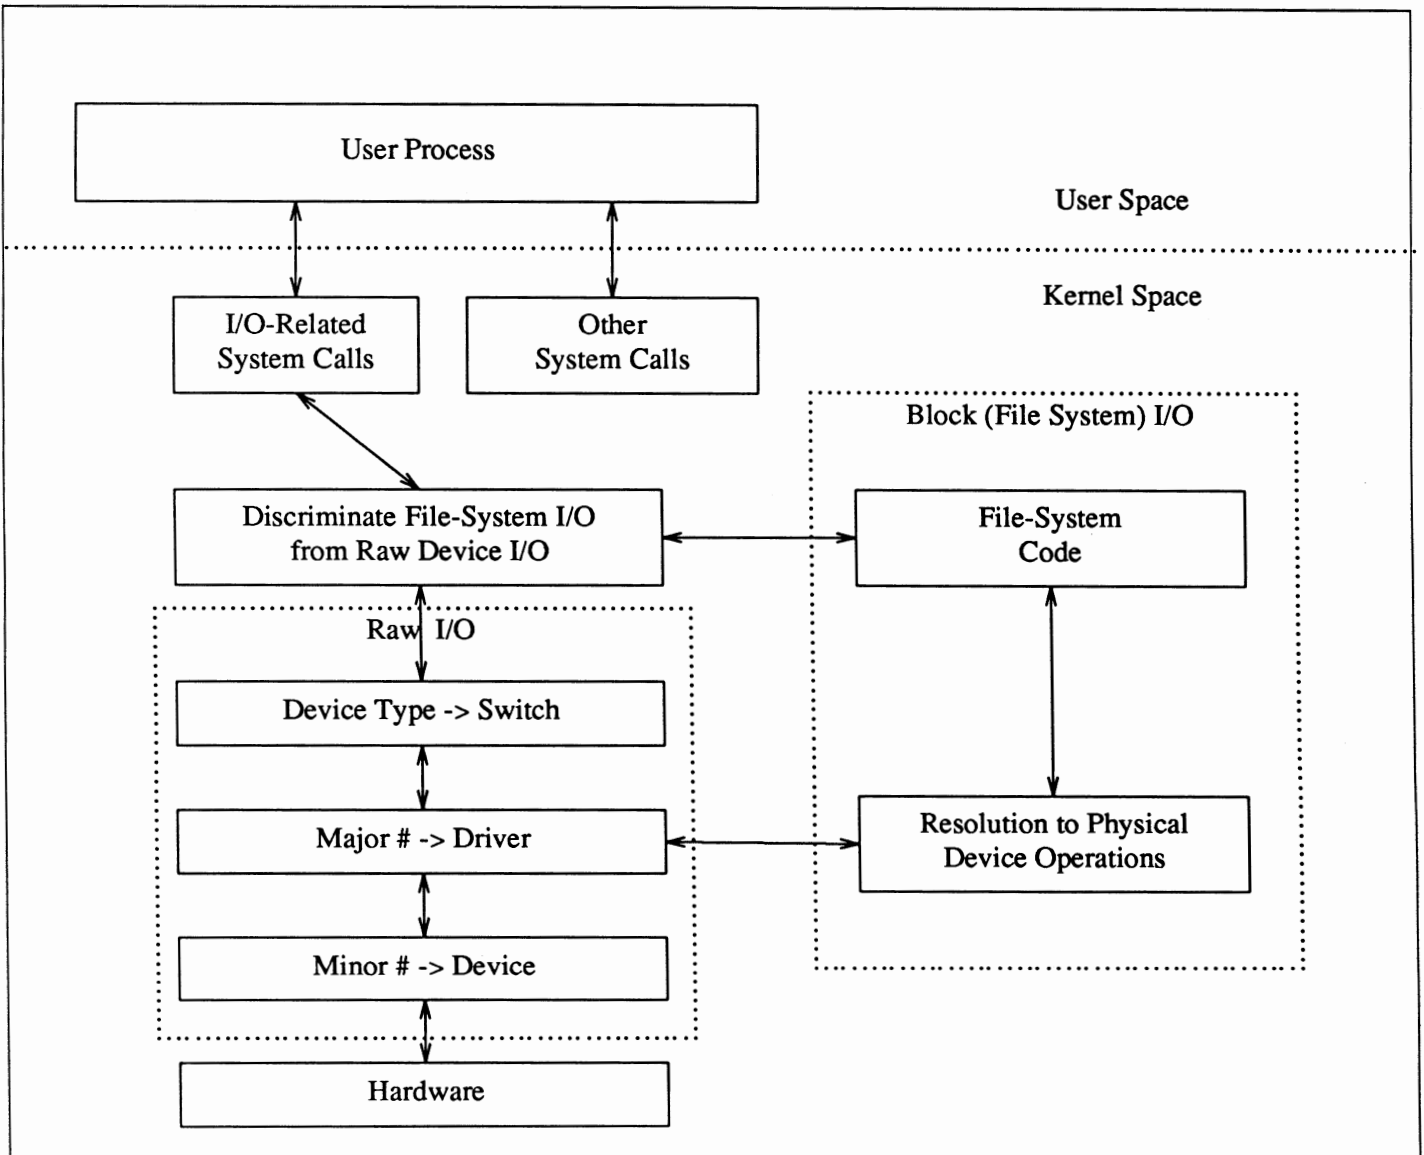 User Process
User Space
Kernel Space
I/O-Related
System Calls
Other
System Calls
Block (File System) I/O
Discriminate File-System I/O
from Raw Device I/O
File-System
Code
Raw I/O
Device Type -> Switch
Major # -> Driver
Resolution to Physical
Device Operations
Minor # -> Device
Hardware